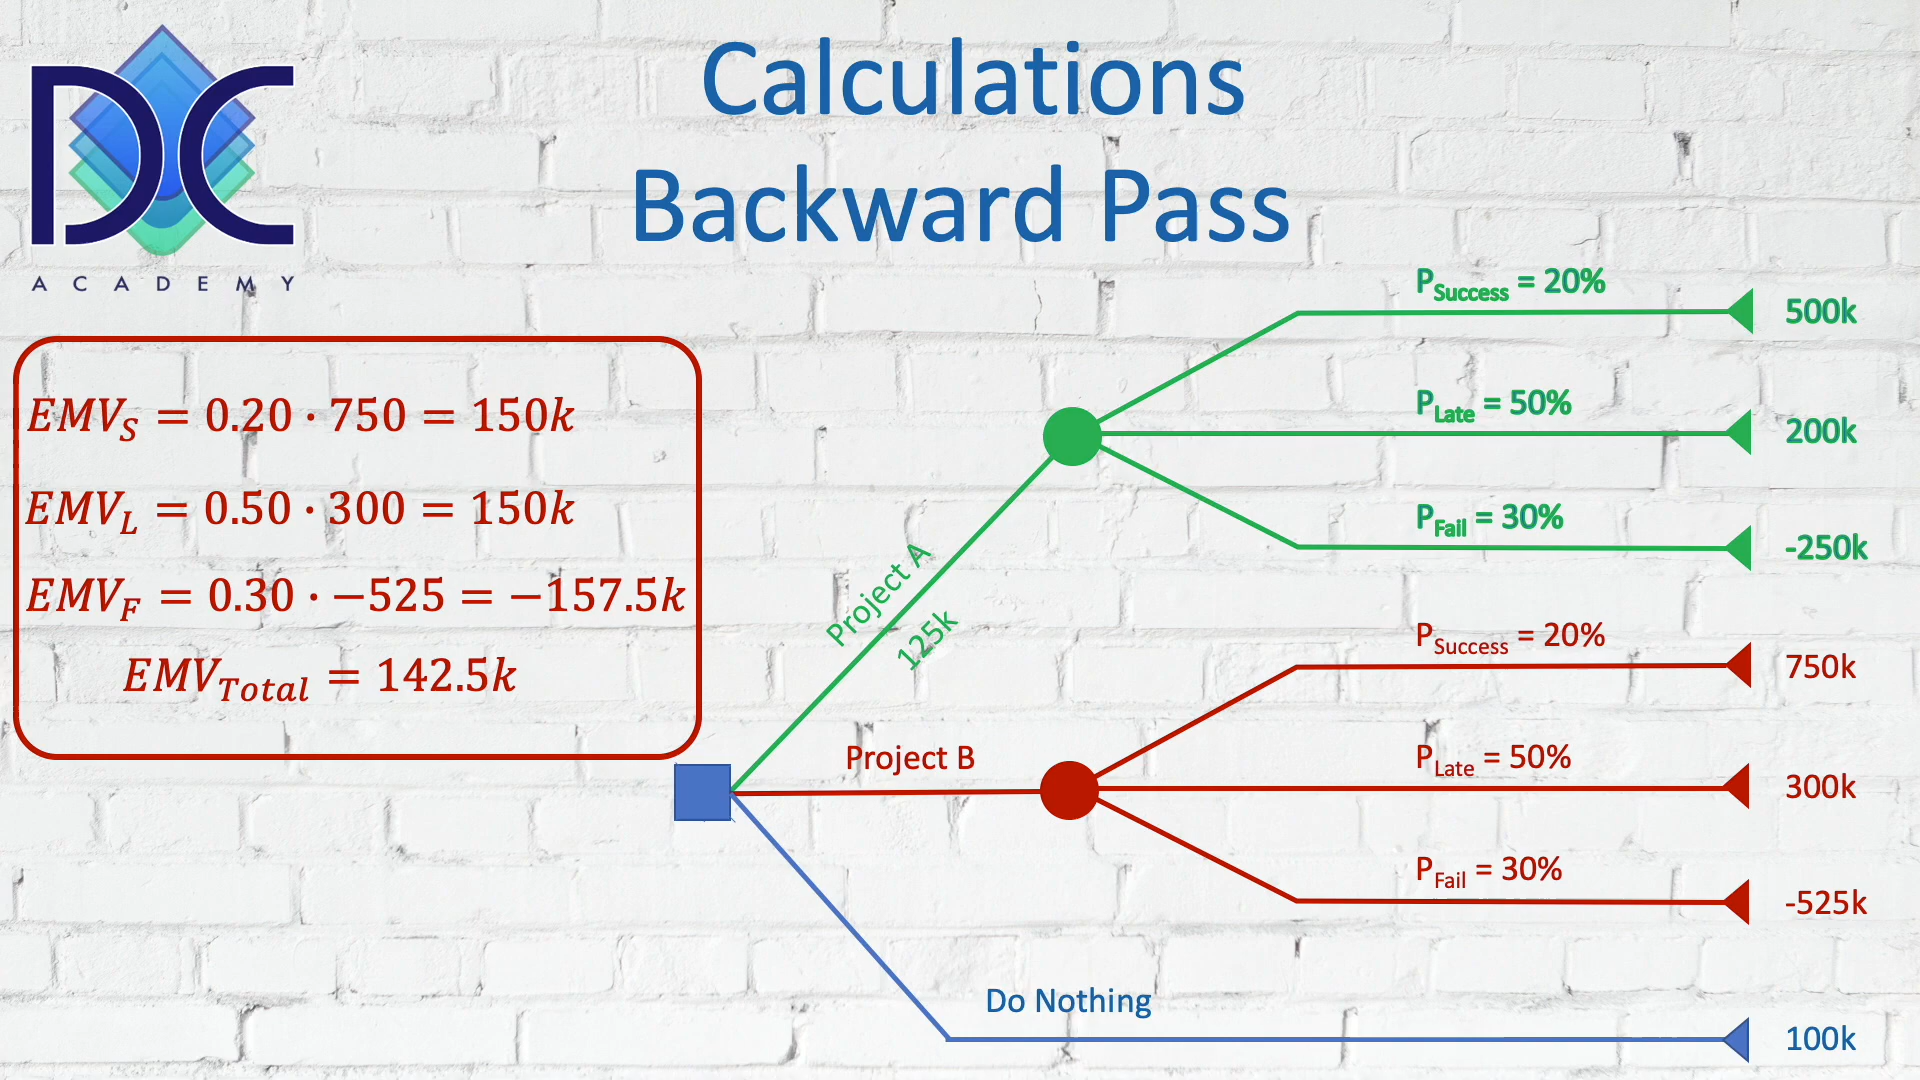 Calculations
Backward Pass
DC
ACADEMY
EMV_S = 0.20 · 750 = 150k
EMV_L = 0.50 · 300 = 150k
EMV_F = 0.30 · −525 = −157.5k
EMV_Total = 142.5k
P_Success = 20%
500k
P_Late = 50%
200k
P_Fail = 30%
-250k
Project A
125k
P_Success = 20%
750k
Project B
P_Late = 50%
300k
P_Fail = 30%
-525k
Do Nothing
100k